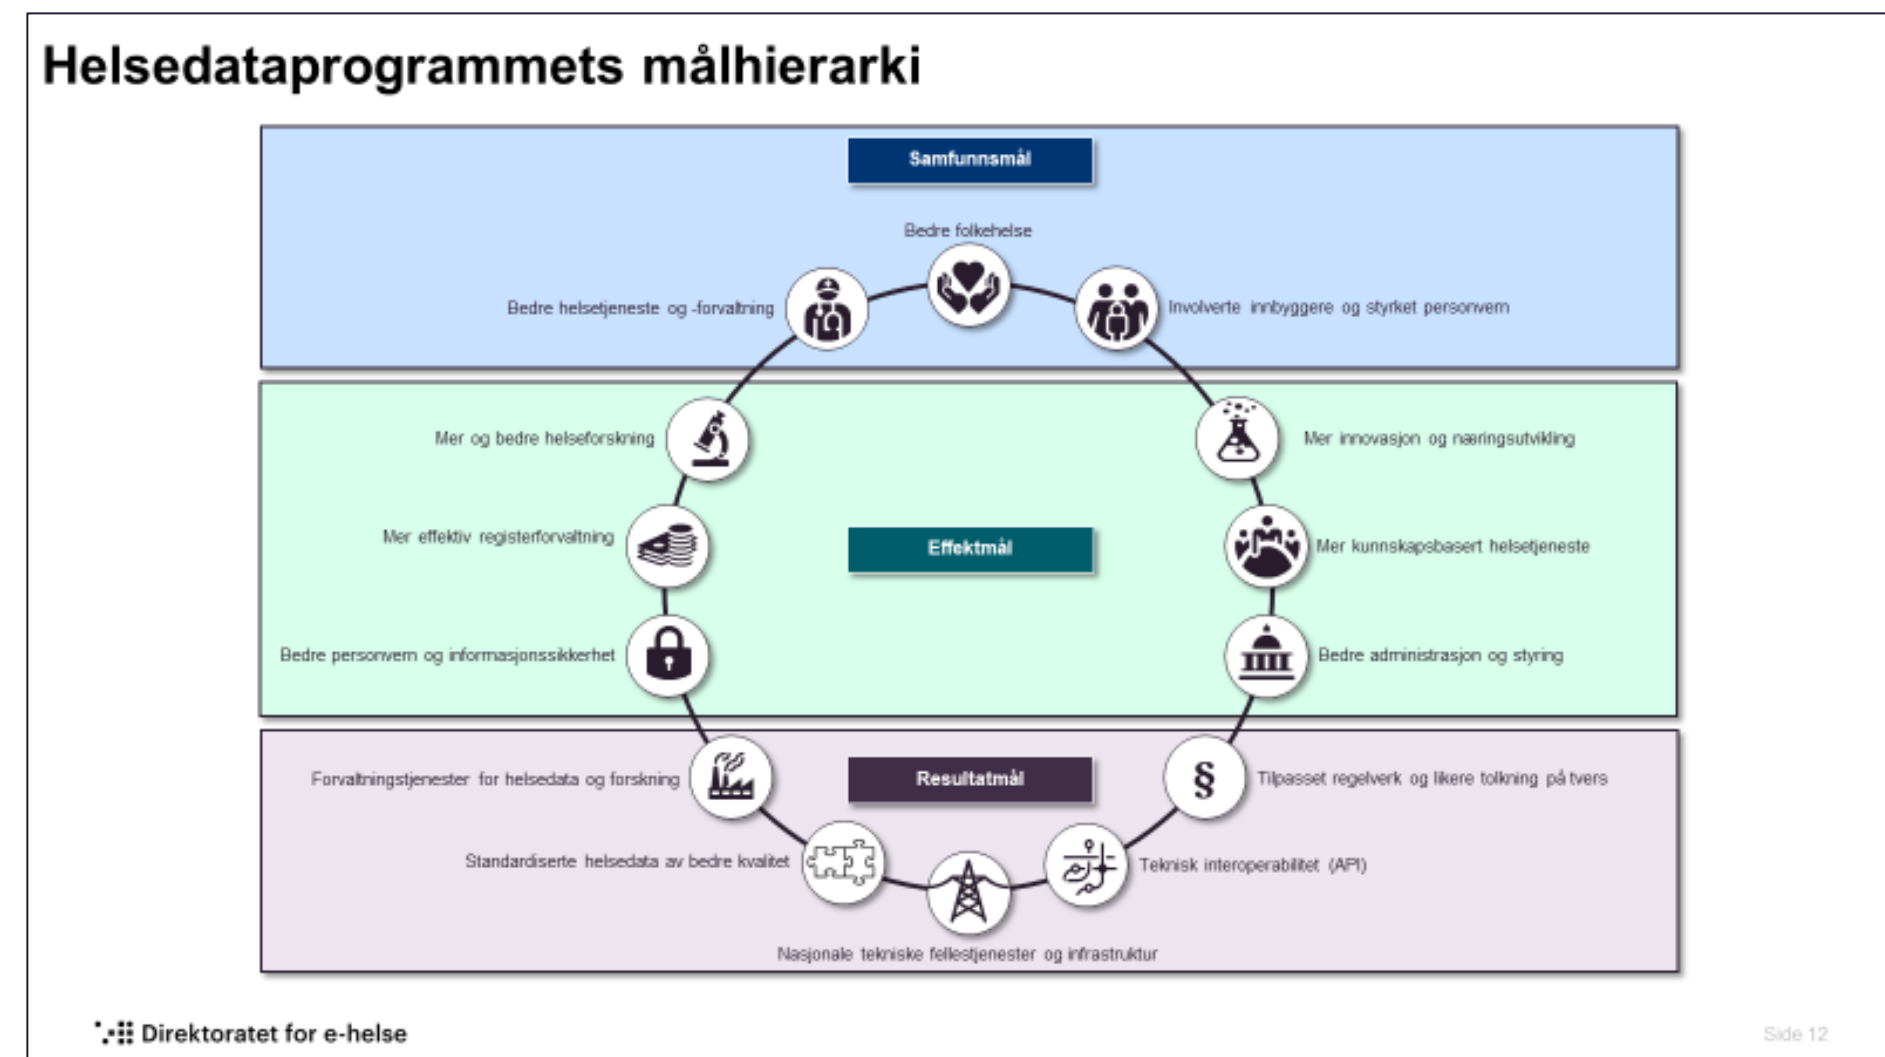 Helsedataprogrammets målhierarki
Samfunnsmål
Bedre folkehelse
Bedre helsetjeneste og -forvaltning
Involverte innbyggere og styrket personvern
Mer og bedre helseforskning
Mer innovasjon og næringsutvikling
Mer effektiv registerforvaltning
Effektmål
Mer kunnskapsbasert helsetjeneste
Bedre personvern og informasjonssikkerhet
Bedre administrasjon og styring
Forvaltningstjenester for helsedata og forskning
Resultatmål
§
Tilpasset regelverk og likere tolkning på tvers
Standardiserte helsedata av bedre kvalitet
Teknisk interoperabilitet (API)
Nasjonale tekniske fellestjenester og infrastruktur
Direktoratet for e-helse
Side 12